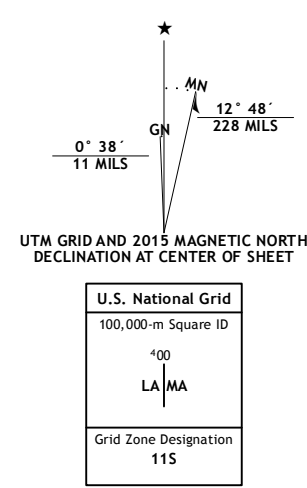 ★
MN
GN
12° 48´
228 MILS
0° 38´
11 MILS
UTM GRID AND 2015 MAGNETIC NORTH
DECLINATION AT CENTER OF SHEET
U.S. National Grid
100,000-m Square ID
⁴00
LA MA
Grid Zone Designation
11S